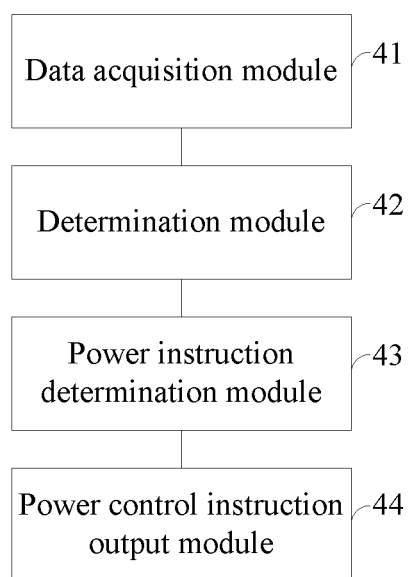 Data acquisition module
41
Determination module
42
Power instruction
determination module
43
Power control instruction
output module
44